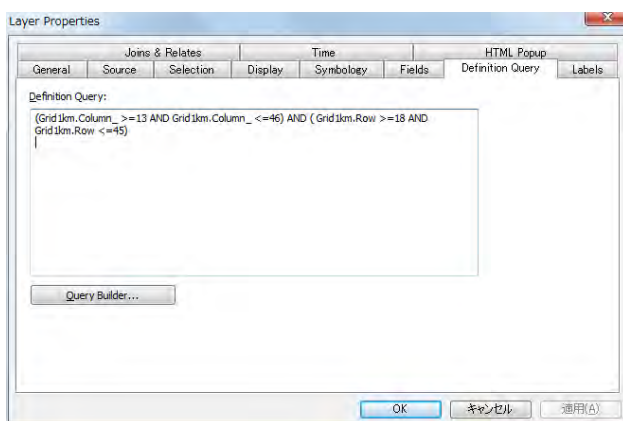 Layer Properties
Joins & Relates Time HTML Popup
General Source Selection Display Symbology Fields Definition Query Labels
Definition Query:
(Grid1km.Column_ >=13 AND Grid1km.Column_ <=46) AND ( Grid1km.Row >=18 AND
Grid1km.Row <=45)
Query Builder...
OK キャンセル 適用(A)